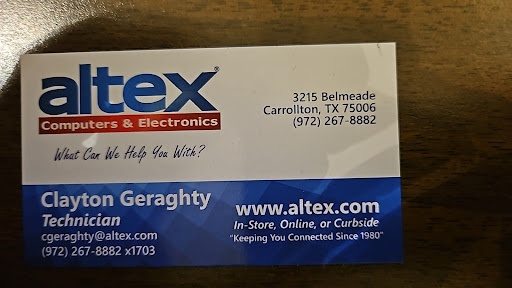 altex®
Computers & Electronics
What Can We Help You With?
3215 Belmeade
Carrollton, TX 75006
(972) 267-8882
Clayton Geraghty
Technician
cgeraghty@altex.com
(972) 267-8882 x1703
www.altex.com
In-Store, Online, or Curbside
"Keeping You Connected Since 1980"